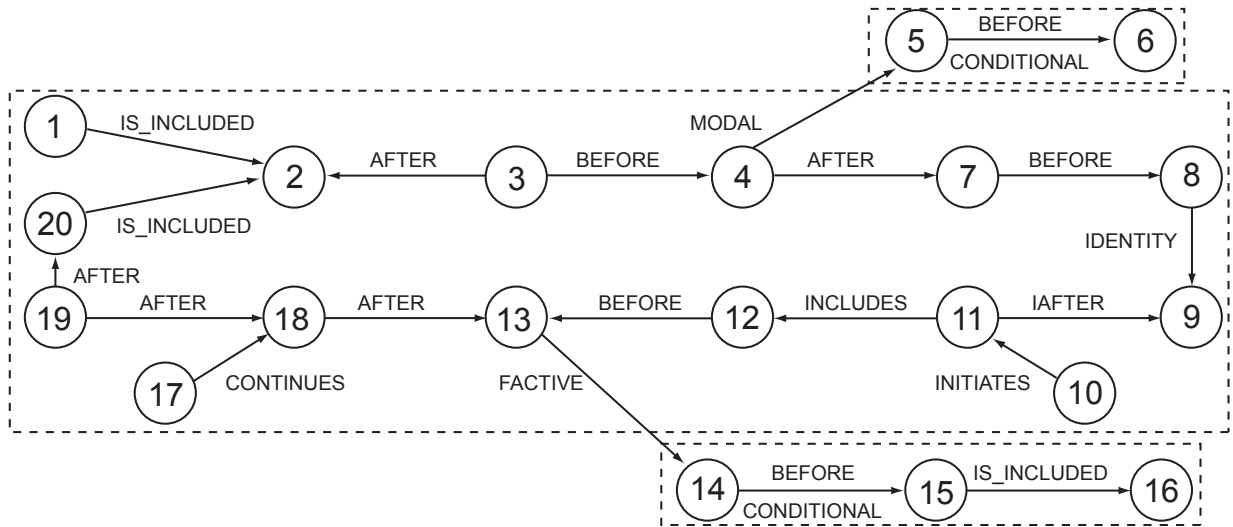 BEFORE
5 6
CONDITIONAL
1 IS_INCLUDED
MODAL
2 AFTER 3 BEFORE 4 AFTER 7 BEFORE 8
20 IS_INCLUDED
IDENTITY
AFTER
19 AFTER 18 AFTER 13 BEFORE 12 INCLUDES 11 IAFTER 9
17 CONTINUES FACTIVE INITIATES 10
14 BEFORE 15 IS_INCLUDED 16
CONDITIONAL